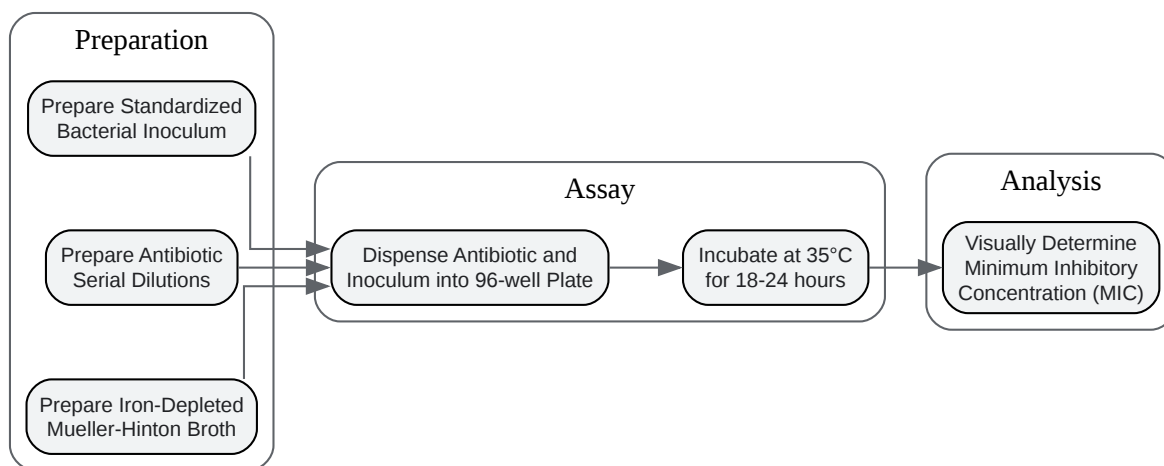 Preparation
Prepare Standardized
Bacterial Inoculum
Prepare Antibiotic
Serial Dilutions
Prepare Iron-Depleted
Mueller-Hinton Broth
Assay
Dispense Antibiotic and
Inoculum into 96-well Plate
Incubate at 35°C
for 18-24 hours
Analysis
Visually Determine
Minimum Inhibitory
Concentration (MIC)